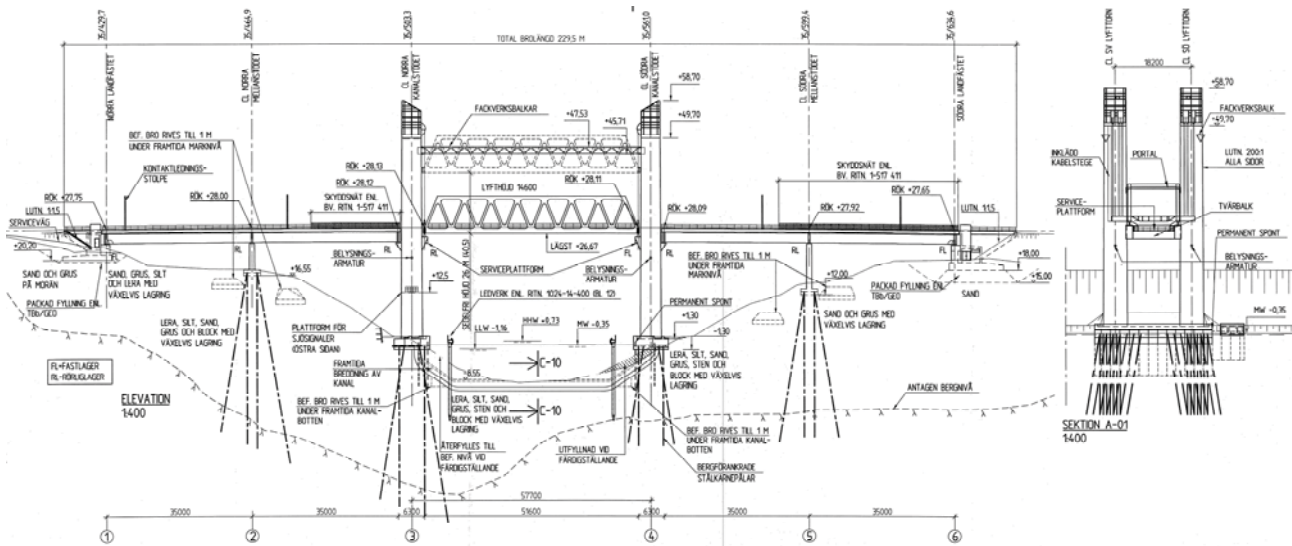 35/429.7
35/464,9
35/503.3
35/561.0
35/599,4
35/634.6
TOTAL BROLÄNGD 229,5 M
NORRA LANDFÄSTET
CL NORRA
MELLANSTÖDET
CL NORRA
KANALSTÖDET
CL SÖDRA
KANALSTÖDET
CL SÖDRA
MELLANSTÖDET
SÖDRA LANDFÄSTET
CL SV LYFTTORN
CL SÖ LYFTTORN
18200
+58,70
+49,70
FACKVERKSBALKAR
+47,53
+45,71
BEF. BRO RIVES TILL 1 M
UNDER FRAMTIDA MARKNIVÅ
KONTAKTLEDNINGS-
STOLPE
RÖK +28,13
RÖK +28,12
RÖK +28,00
RÖK +27,75
SKYDDSNÄT ENL.
BV. RITN. 1-517 411
LYFTHÖJD 14600
RÖK +28,11
RÖK +28,09
SKYDDSNÄT ENL.
BV. RITN. 1-517 411
RÖK +27,65
RÖK +27,92
LUTN. 1:1,5
LUTN. 1:1,5
SERVICEVÄG
+20,20
SAND OCH GRUS
PÅ MORÄN
SAND, GRUS, SILT
OCH LERA MED
VÄXELVIS LAGRING
PACKAD FYLLNING ENL.
TBb/GEO
RL
RL
RL
RL
FL
FL
LÄGST +26,67
+16,55
BELYSNINGS-
ARMATUR
SERVICEPLATTFORM
BELYSNINGS-
ARMATUR
+12,5
LEDVERK ENL. RITN. 1024-14-400 (BL 12)
LLW -1,16
HHW +0,73
MW -0,35
PLATTFORM FÖR
SJÖSIGNALER
(ÖSTRA SIDAN)
LERA, SILT, SAND,
GRUS OCH BLOCK MED
VÄXELVIS LAGRING
BEF. BRO RIVES TILL 1 M
UNDER FRAMTIDA
MARKNIVÅ
+17,00
+18,00
+15,00
PACKAD FYLLNING ENL.
TBb/GEO
SAND
SAND OCH GRUS MED
VÄXELVIS LAGRING
PERMANENT SPONT
+1,30
-1,30
LERA, SILT, SAND,
GRUS, STEN OCH
BLOCK MED VÄXELVIS
LAGRING
FL=FASTLAGER
RL=RÖRLIGLAGER
ELEVATION
1:400
FRAMTIDA
BREDDNING AV
KANAL
BEF. BRO RIVES TILL 1 M
UNDER FRAMTIDA KANAL-
BOTTEN
C-10
C-10
LERA, SILT, SAND,
GRUS, STEN OCH
BLOCK MED VÄXELVIS
LAGRING
ÅTERFYLLES TILL
BEF. NIVÅ VID
FÄRDIGSTÄLLANDE
UTFYLLNAD VID
FÄRDIGSTÄLLANDE
ANTAGEN BERGNIVÅ
BEF. BRO RIVES TILL 1 M
UNDER FRAMTIDA KANAL-
BOTTEN
BERGFÖRANKRADE
STÅLKÄRNEPÅLAR
57700
35000
35000
6300
51600
6300
35000
35000
1
2
3
4
5
6
+58,70
FACKVERKSBALK
+49,70
INKLÄDD
KABELSTEGE
PORTAL
LUTN. 200:1
ALLA SIDOR
SERVICE-
PLATTFORM
TVÄRBALK
PERMANENT SPONT
BELYSNINGS-
ARMATUR
MW -0,35
SEKTION A-01
1:400